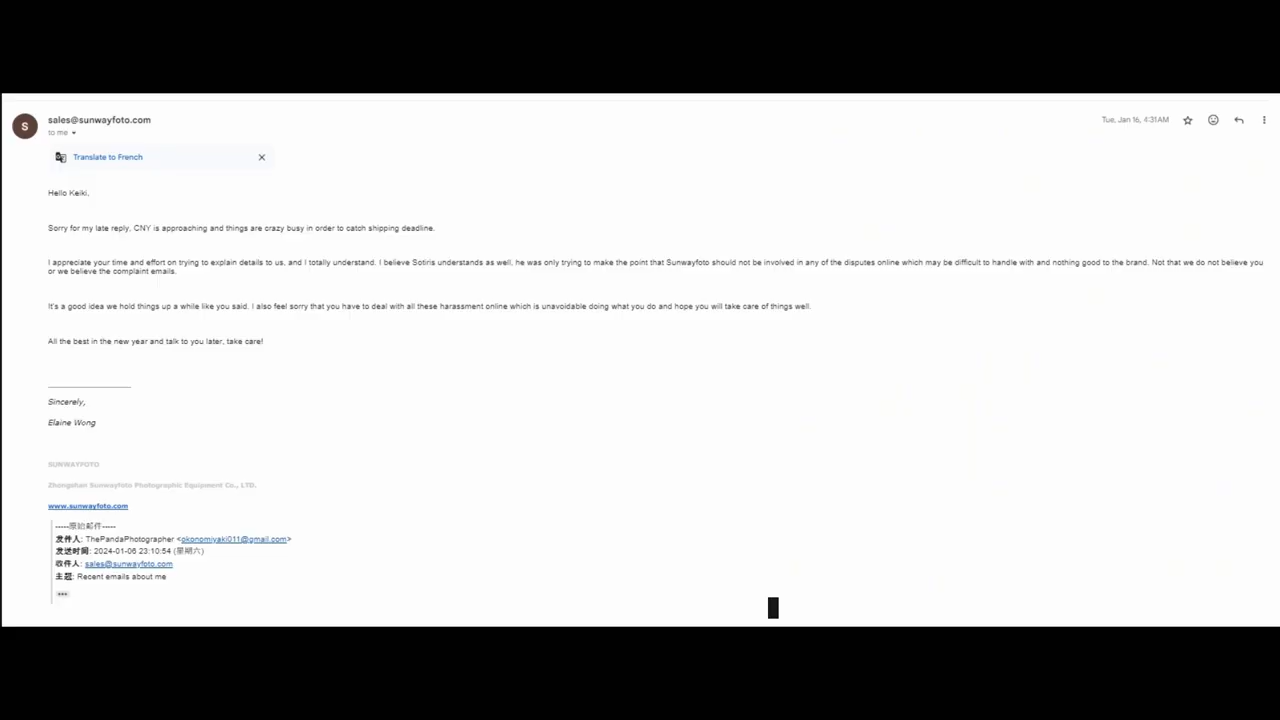 sales@sunwayfoto.com
Tue, Jan 16, 4:31AM
to me
S
Translate to French
Hello Keiki,
Sorry for my late reply, CNY is approaching and things are crazy busy in order to catch shipping deadline.
I appreciate your time and effort on trying to explain details to us, and I totally understand. I believe Sotiris understands as well, he was only trying to make the point that Sunwayfoto should not be involved in any of the disputes online which may be difficult to handle with and nothing good to the brand. Not that we do not believe you
or we believe the complaint emails.
It's a good idea we hold things up a while like you said. I also feel sorry that you have to deal with all these harassment online which is unavoidable doing what you do and hope you will take care of things well.
All the best in the new year and talk to you later, take care!
Sincerely,
Elaine Wong
SUNWAYFOTO
Zhongshan Sunwayfoto Photographic Equipment Co., LTD.
www.sunwayfoto.com
-----原始邮件-----
发件人: ThePandaPhotographer <okonomiyaki011@gmail.com>
发送时间: 2024-01-06 23:10:54 (星期六)
收件人: sales@sunwayfoto.com
主题: Recent emails about me